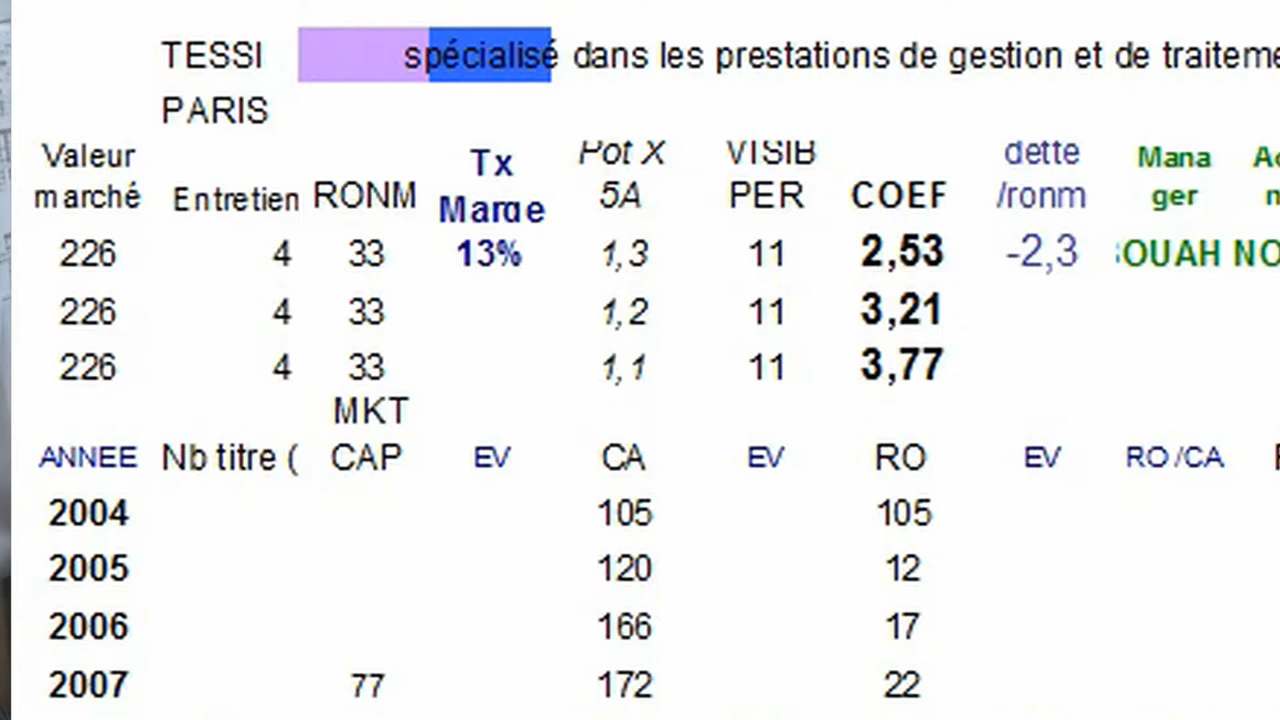 TESSI spécialisé dans les prestations de gestion et de
PARIS
Valeur marché Entretien RONM Tx Marge Pot X 5A VISIB PER COEF dette /ronm Mana ger
226 4 33 13% 1,3 11 2,53 -2,3
226 4 33 1,2 11 3,21
226 4 33 1,1 11 3,77
ANNEE Nb titre ( MKT CAP EV CA EV RO EV RO/CA
2004 105 105
2005 120 12
2006 166 17
2007 77 172 22